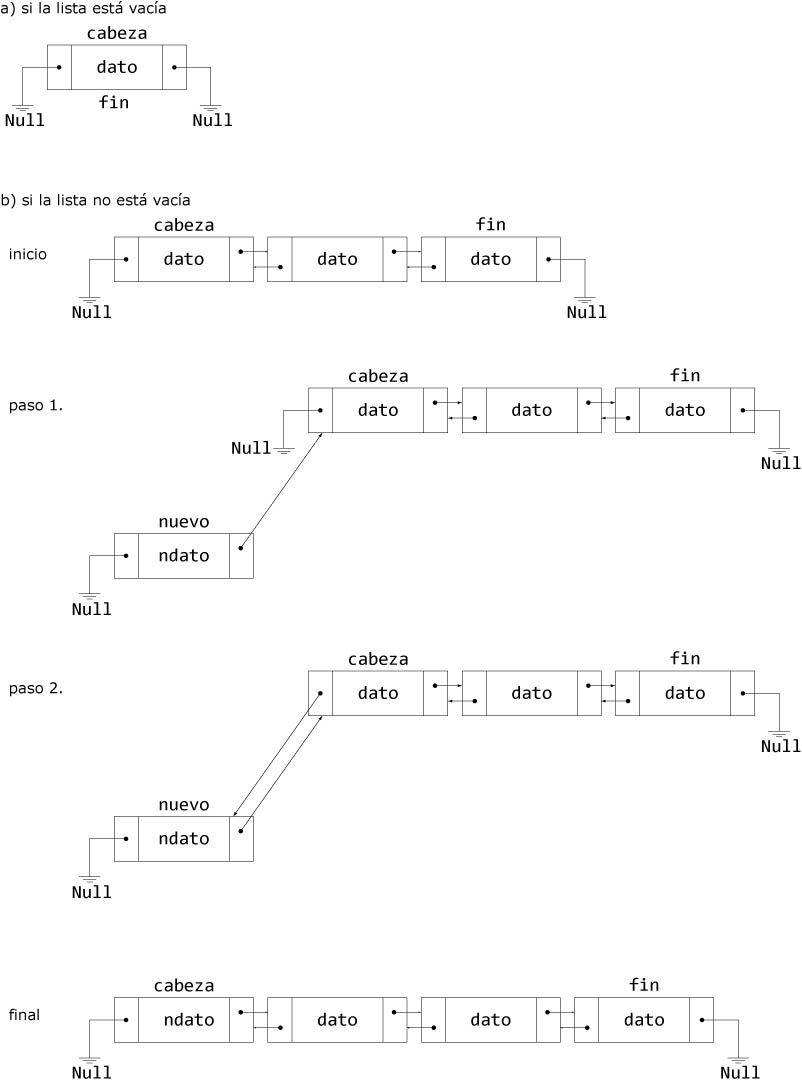 a) si la lista está vacía
cabeza
dato
fin
Null Null
b) si la lista no está vacía
cabeza fin
inicio dato dato dato
Null Null
cabeza fin
paso 1. dato dato dato
Null Null
nuevo
ndato
Null
cabeza fin
paso 2. dato dato dato
Null
nuevo
ndato
Null
cabeza fin
final ndato dato dato dato
Null Null